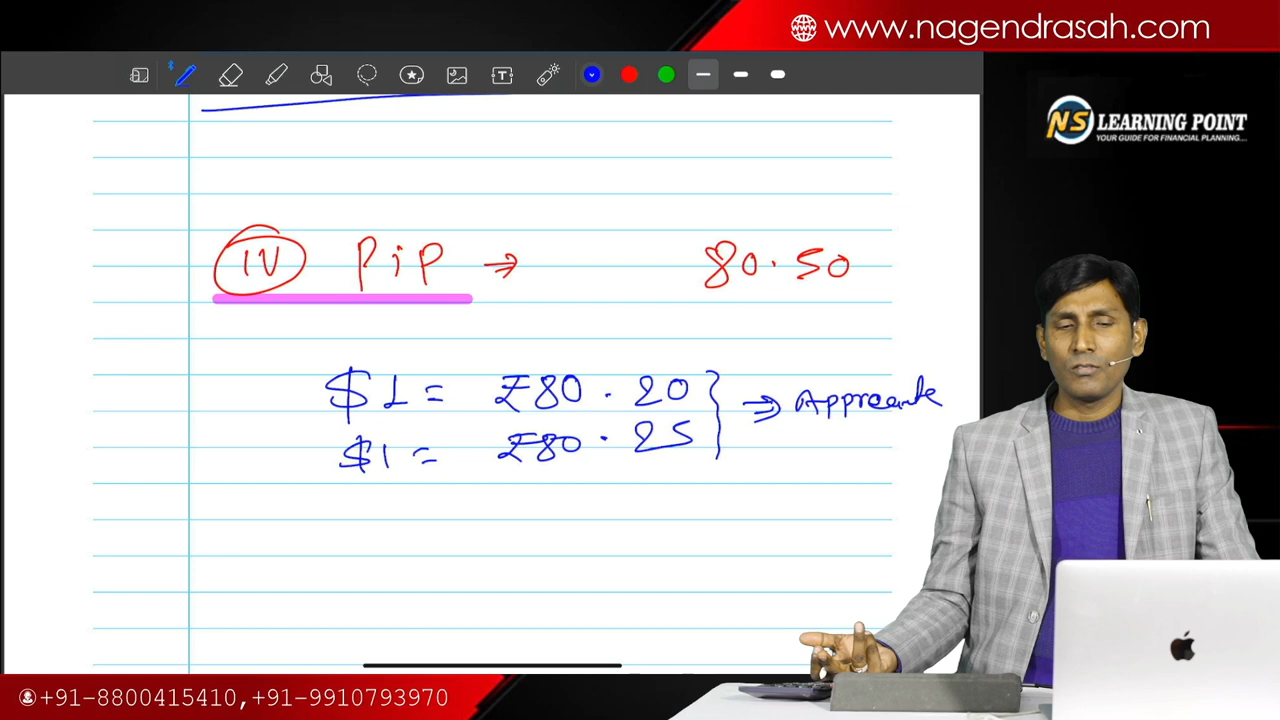 www.nagendrasah.com
NS LEARNING POINT
YOUR GUIDE FOR FINANCIAL PLANNING....
T
IV PiP → 80.50
$1 = ₹80.20
$1 = ₹80.25 } ⇒
+91-8800415410,+91-9910793970